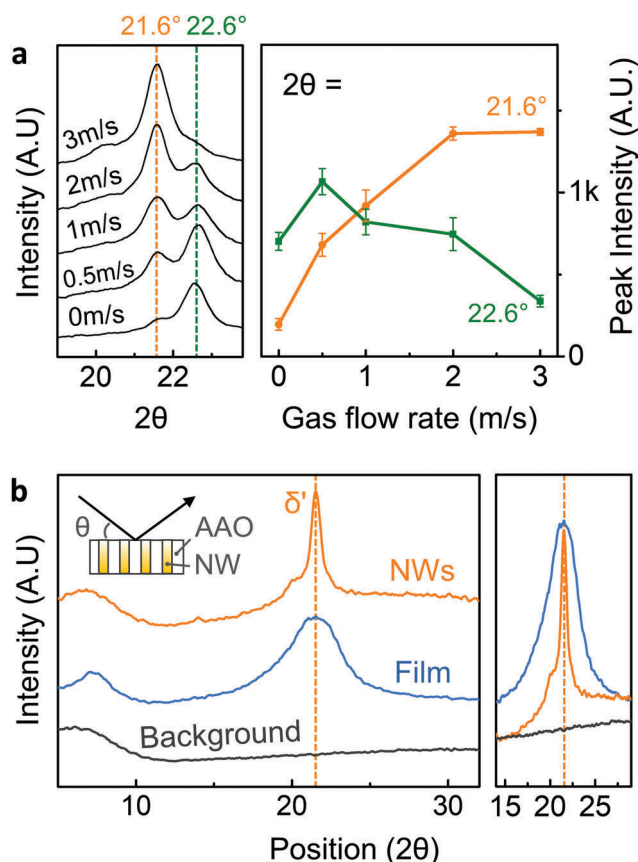 21.6° 22.6°
a
Intensity (A.U)
3m/s
2m/s
1m/s
0.5m/s
0m/s
20 22
2θ
2θ =
21.6°
22.6°
1k
0
Peak Intensity (A.U.)
0 1 2 3
Gas flow rate (m/s)
b
Intensity (A.U)
θ
AAO
NW
δ'
NWs
Film
Background
10 20 30
15 20 25
Position (2θ)